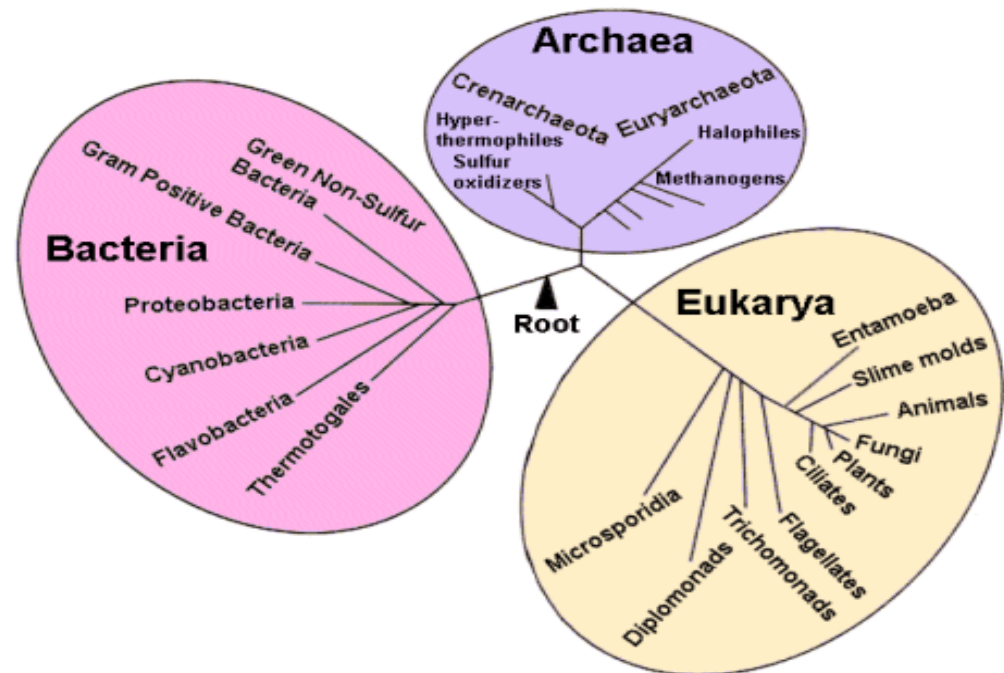 Archaea
Crenarchaeota
Euryarchaeota
Hyper-
thermophiles
Sulfur
oxidizers
Halophiles
Methanogens
Bacteria
Green Non-Sulfur
Bacteria
Gram Positive Bacteria
Proteobacteria
Cyanobacteria
Flavobacteria
Thermotogales
Root
Eukarya
Entamoeba
Slime molds
Animals
Fungi
Plants
Ciliates
Flagellates
Trichomonads
Diplomonads
Microsporidia